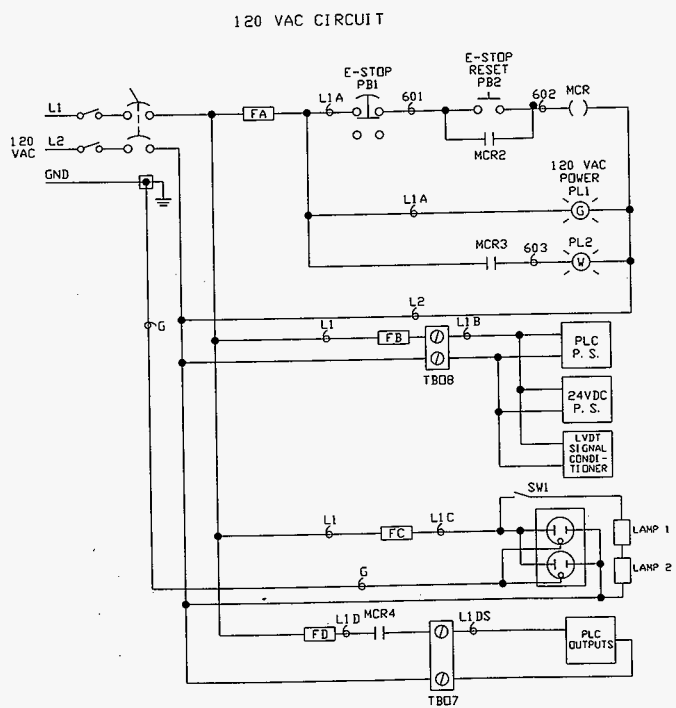 120 VAC CIRCUIT
E-STOP
PB1
E-STOP
RESET
PB2
L1
L1A
601
602
MCR
FA
120
VAC
L2
MCR2
GND
120 VAC
POWER
PL1
L1A
G
MCR3
603
PL2
W
L2
G
L1
FB
L1B
PLC
P.S.
TB08
24VDC
P.S.
LVDT
SIGNAL
CONDI-
TIONER
SW1
L1
FC
L1C
LAMP 1
G
LAMP 2
FD
L1D
MCR4
L1DS
PLC
OUTPUTS
TB07